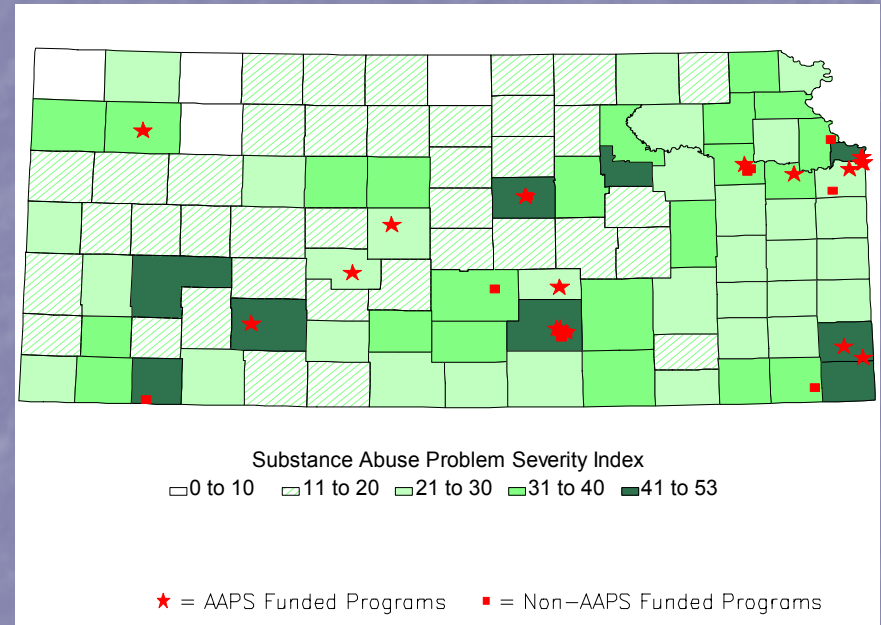 Substance Abuse Problem Severity Index
0 to 10 11 to 20 21 to 30 31 to 40 41 to 53
= AAPS Funded Programs = Non-AAPS Funded Programs